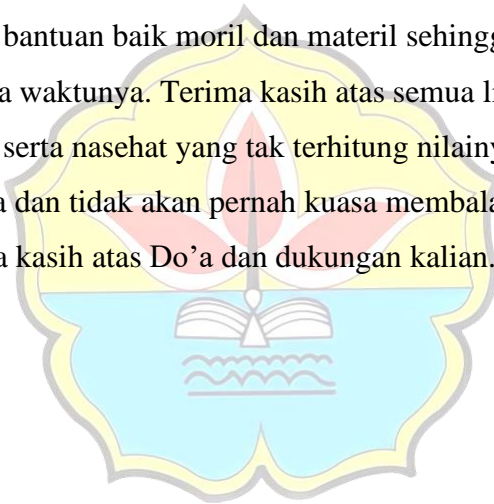 bantuan baik moril dan materil sehingg
a waktunya. Terima kasih atas semua li
serta nasehat yang tak terhitung nilainy
a dan tidak akan pernah kuasa membala
a kasih atas Do’a dan dukungan kalian.